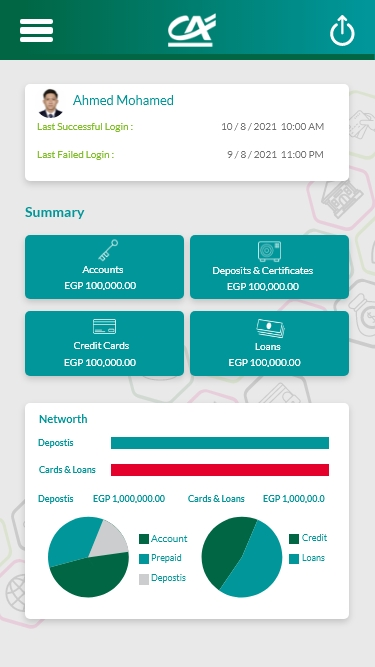 CA
Ahmed Mohamed
Last Successful Login : 10 / 8 / 2021 10:00 AM
Last Failed Login : 9 / 8 / 2021 11:00 PM
Summary
Accounts
EGP 100,000.00
Deposits & Certificates
EGP 100,000.00
Credit Cards
EGP 100,000.00
Loans
EGP 100,000.00
Networth
Depostis
Cards & Loans
Depostis EGP 1,000,000.00 Cards & Loans EGP 1,000,00.0
Account
Prepaid
Depostis
Credit
Loans